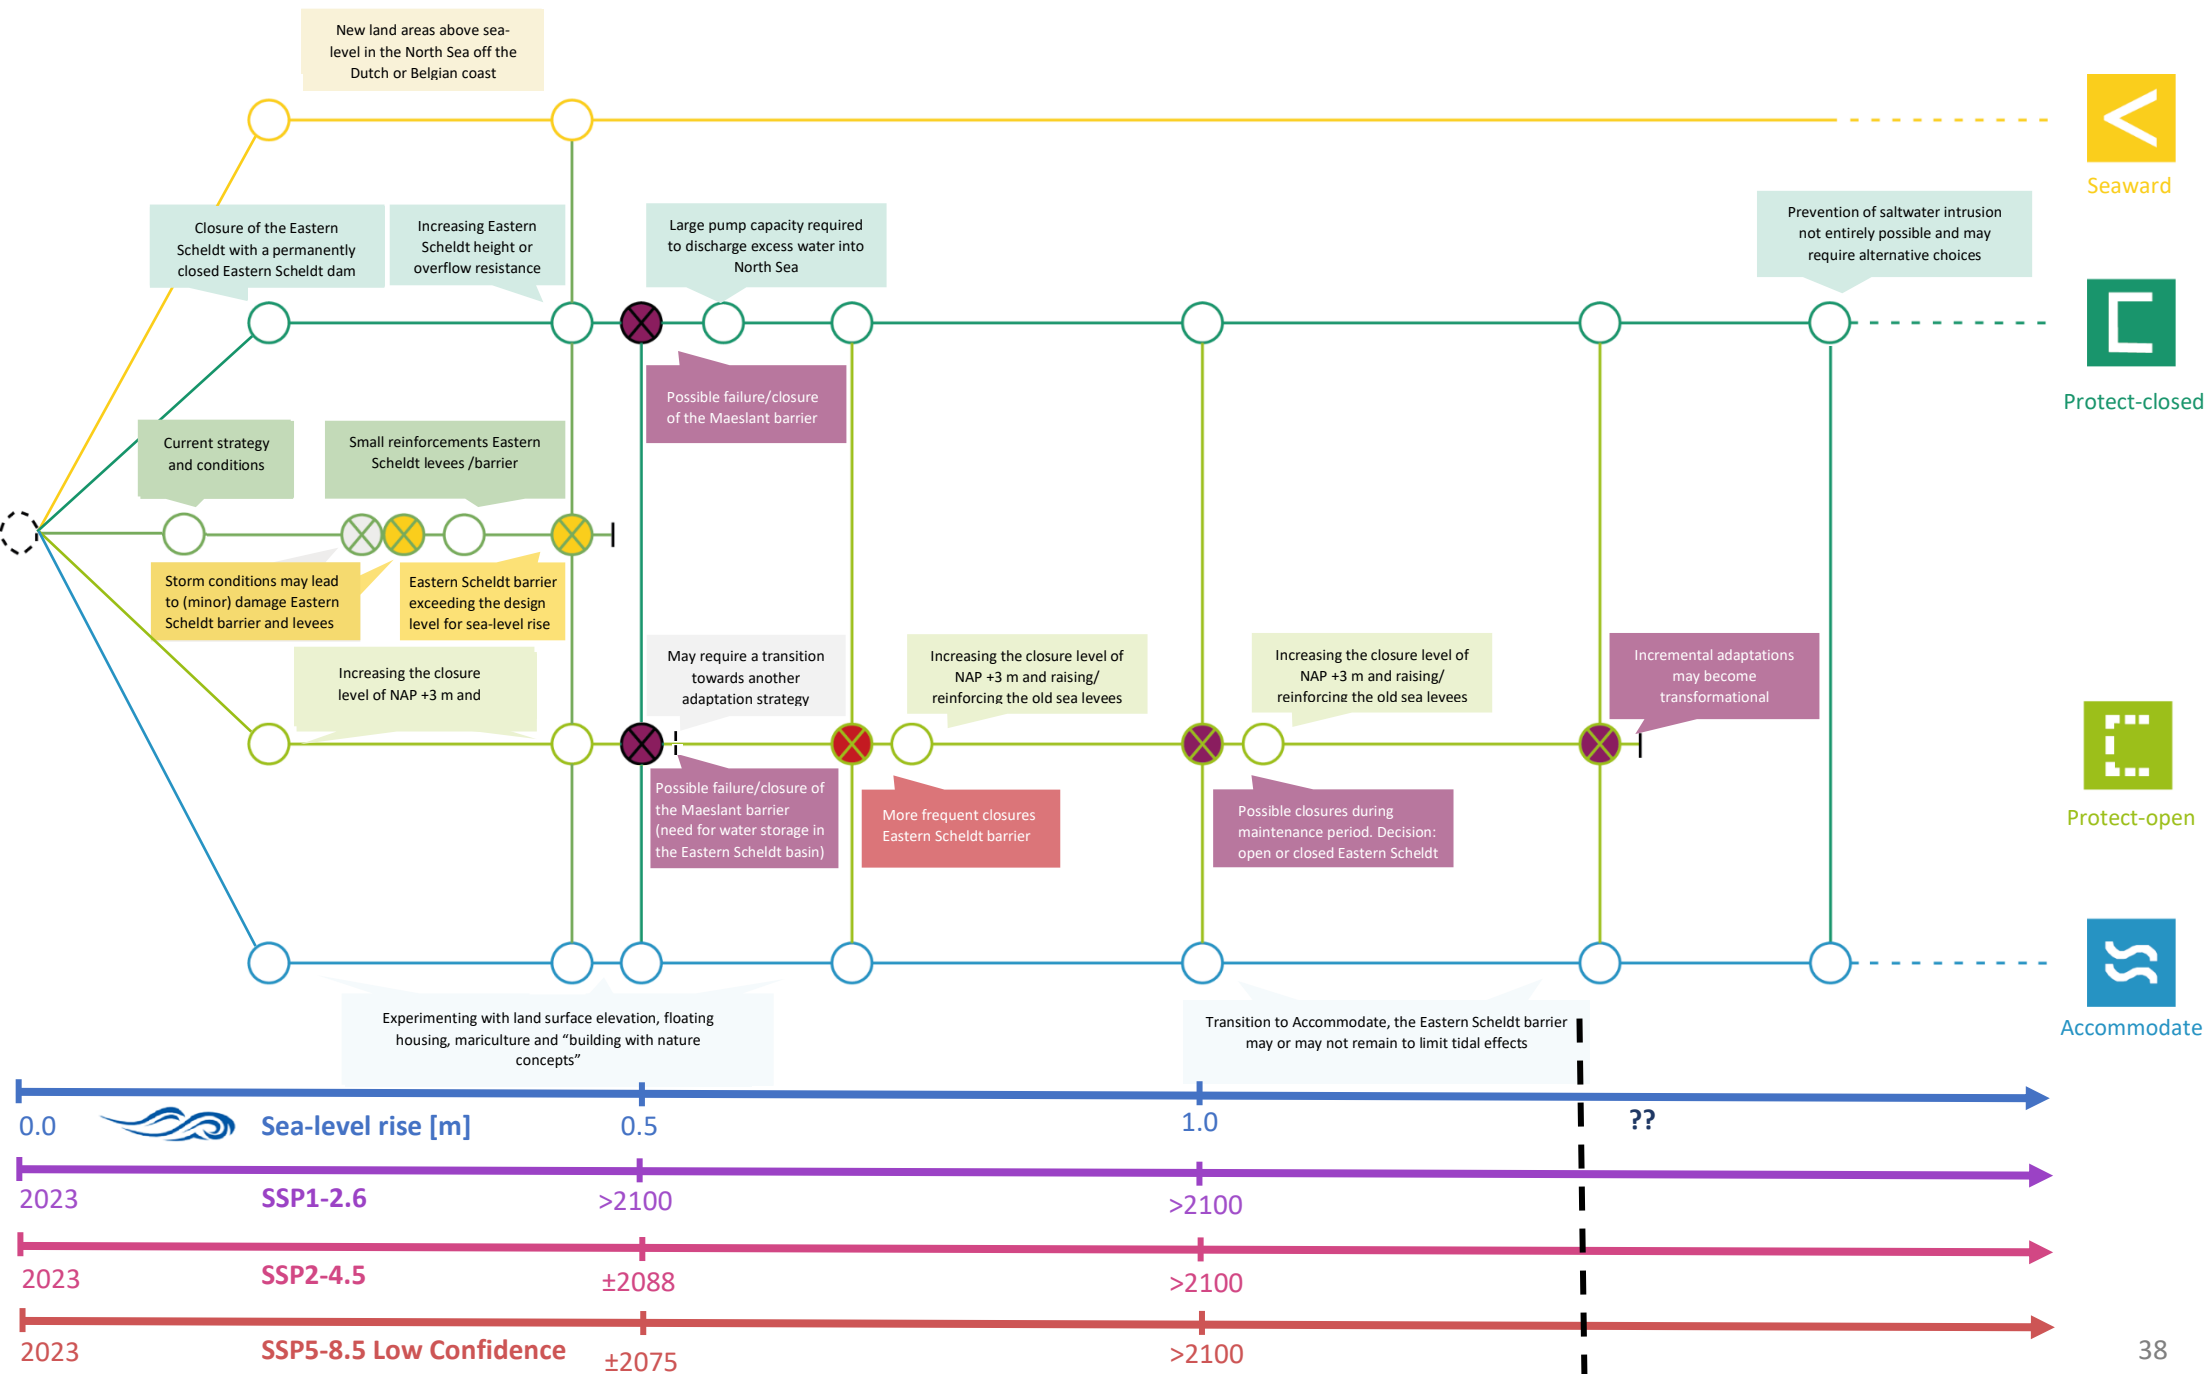 New land areas above sea-
level in the North Sea off the
Dutch or Belgian coast
Seaward
Closure of the Eastern
Scheldt with a permanently
closed Eastern Scheldt dam
Increasing Eastern
Scheldt height or
overflow resistance
Large pump capacity required
to discharge excess water into
North Sea
Prevention of saltwater intrusion
not entirely possible and may
require alternative choices
Protect-closed
Possible failure/closure
of the Maeslant barrier
Current strategy
and conditions
Small reinforcements Eastern
Scheldt levees /barrier
Storm conditions may lead
to (minor) damage Eastern
Scheldt barrier and levees
Eastern Scheldt barrier
exceeding the design
level for sea-level rise
Increasing the closure
level of NAP +3 m and
May require a transition
towards another
adaptation strategy
Increasing the closure level of
NAP +3 m and raising/
reinforcing the old sea levees
Increasing the closure level of
NAP +3 m and raising/
reinforcing the old sea levees
Incremental adaptations
may become
transformational
Protect-open
Possible failure/closure of
the Maeslant barrier
(need for water storage in
the Eastern Scheldt basin)
More frequent closures
Eastern Scheldt barrier
Possible closures during
maintenance period. Decision:
open or closed Eastern Scheldt
Accommodate
Experimenting with land surface elevation, floating
housing, mariculture and “building with nature
concepts”
Transition to Accommodate, the Eastern Scheldt barrier
may or may not remain to limit tidal effects
0.0
Sea-level rise [m]
0.5
1.0
??
2023
SSP1-2.6
>2100
>2100
2023
SSP2-4.5
±2088
>2100
2023
SSP5-8.5 Low Confidence
±2075
>2100
38